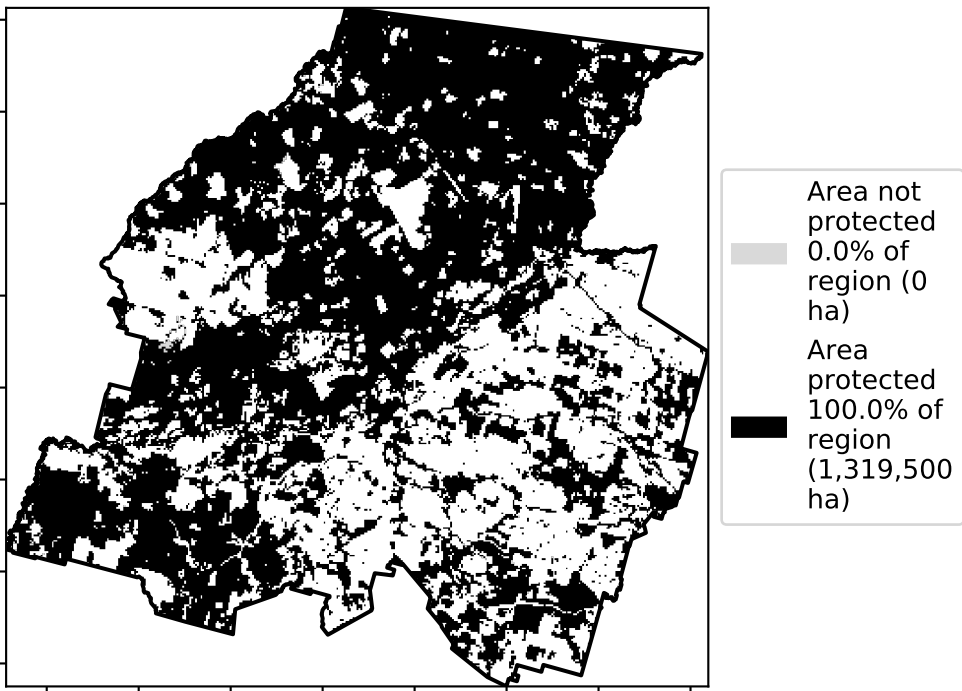 Area not
protected
0.0% of
region (0
ha)
Area
protected
100.0% of
region
(1,319,500
ha)